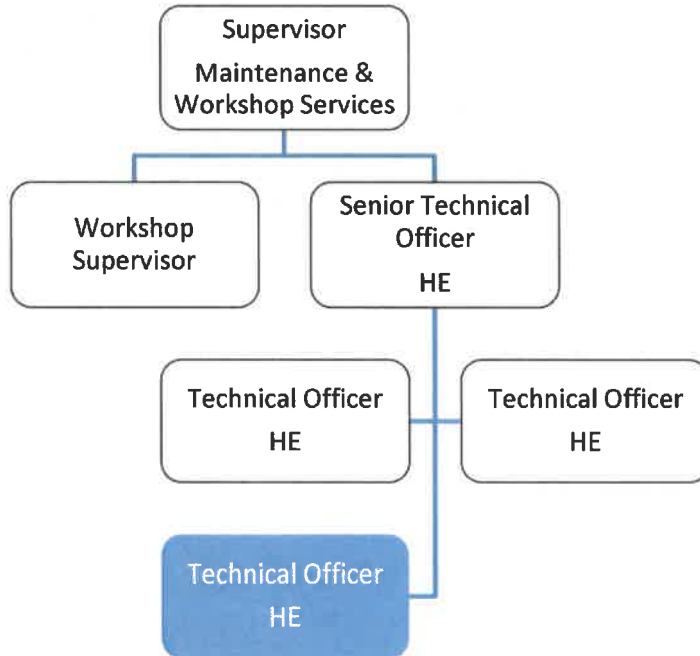 Supervisor
Maintenance &
Workshop Services
Workshop
Supervisor
Senior Technical
Officer
HE
Technical Officer
HE
Technical Officer
HE
Technical Officer
HE